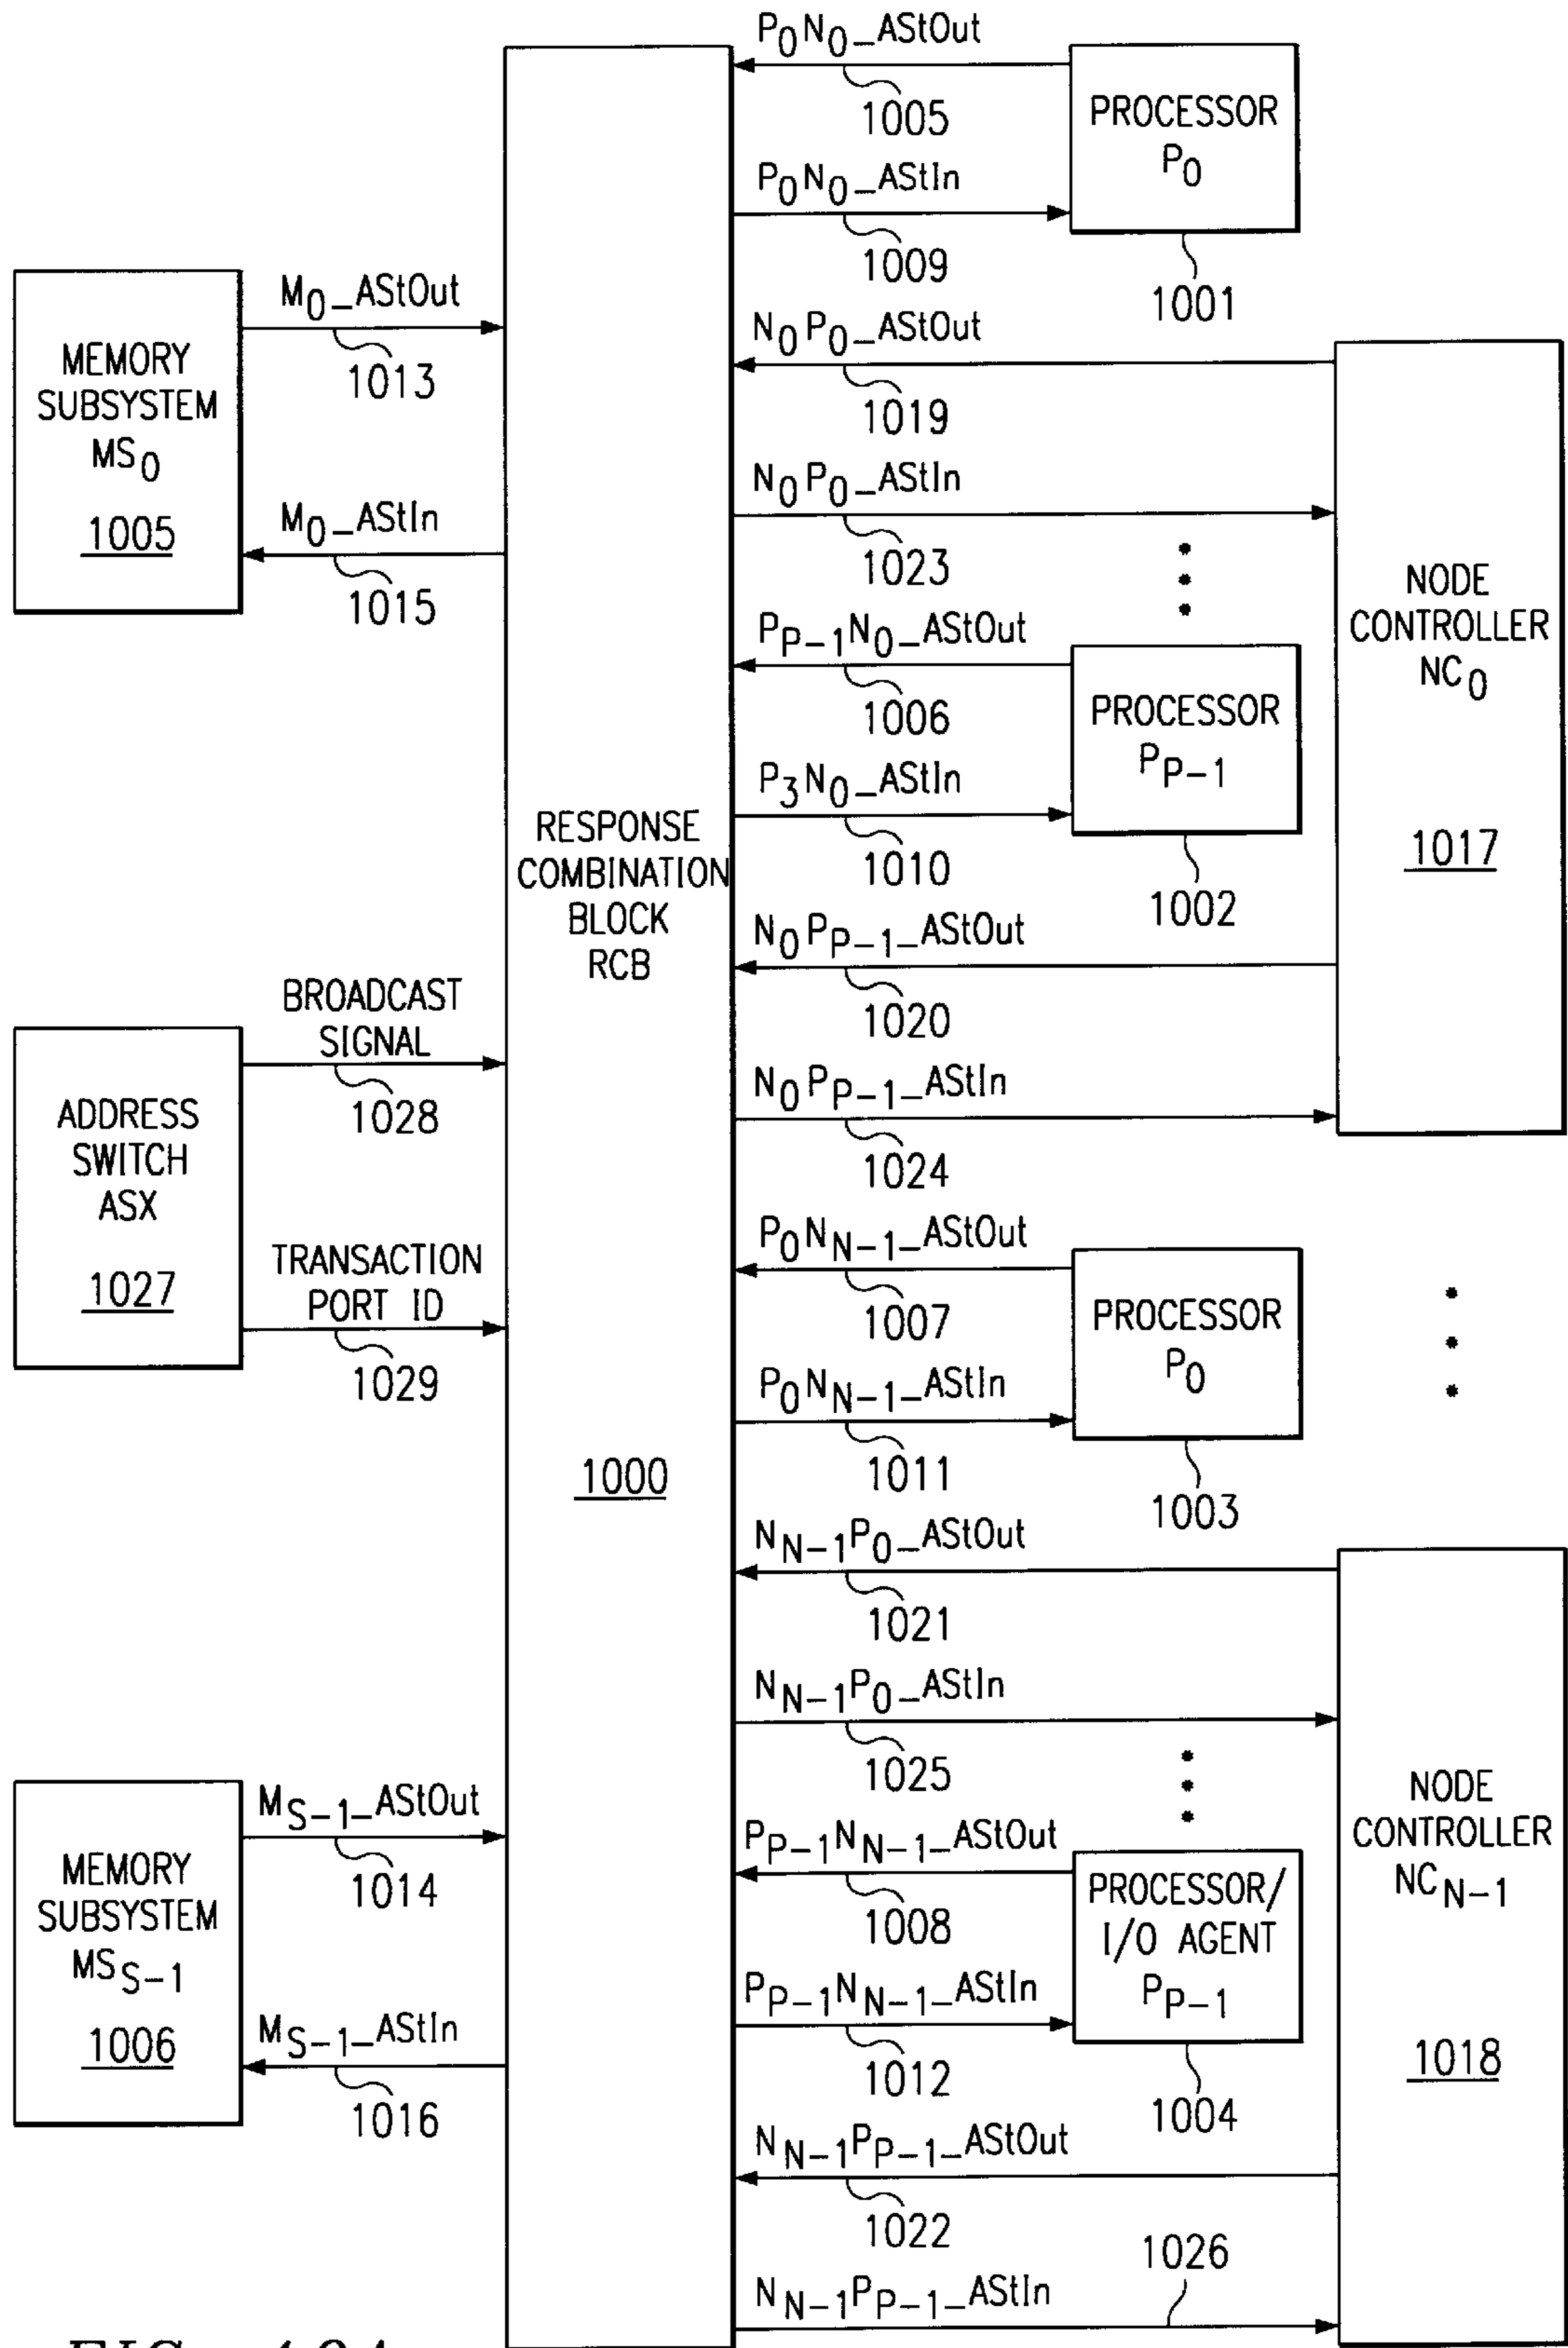 P0N0_AStOut
1005
PROCESSOR
P0
1001
P0N0_AStIn
1009
MEMORY
SUBSYSTEM
MS0
1005
M0_AStOut
1013
M0_AStIn
1015
N0P0_AStOut
1019
N0P0_AStIn
1023
NODE
CONTROLLER
NC0
1017
PP-1N0_AStOut
1006
PROCESSOR
PP-1
1002
P3N0_AStIn
1010
RESPONSE
COMBINATION
BLOCK
RCB
1000
N0PP-1_AStOut
1020
N0PP-1_AStIn
1024
ADDRESS
SWITCH
ASX
1027
BROADCAST
SIGNAL
1028
TRANSACTION
PORT ID
1029
P0NN-1_AStOut
1007
PROCESSOR
P0
1003
P0NN-1_AStIn
1011
NN-1P0_AStOut
1021
NN-1P0_AStIn
1025
NODE
CONTROLLER
NCN-1
1018
MEMORY
SUBSYSTEM
MSS-1
1006
MS-1_AStOut
1014
MS-1_AStIn
1016
PP-1NN-1_AStOut
1008
PROCESSOR/
I/O AGENT
PP-1
1004
PP-1NN-1_AStIn
1012
NN-1PP-1_AStOut
1022
NN-1PP-1_AStIn
1026